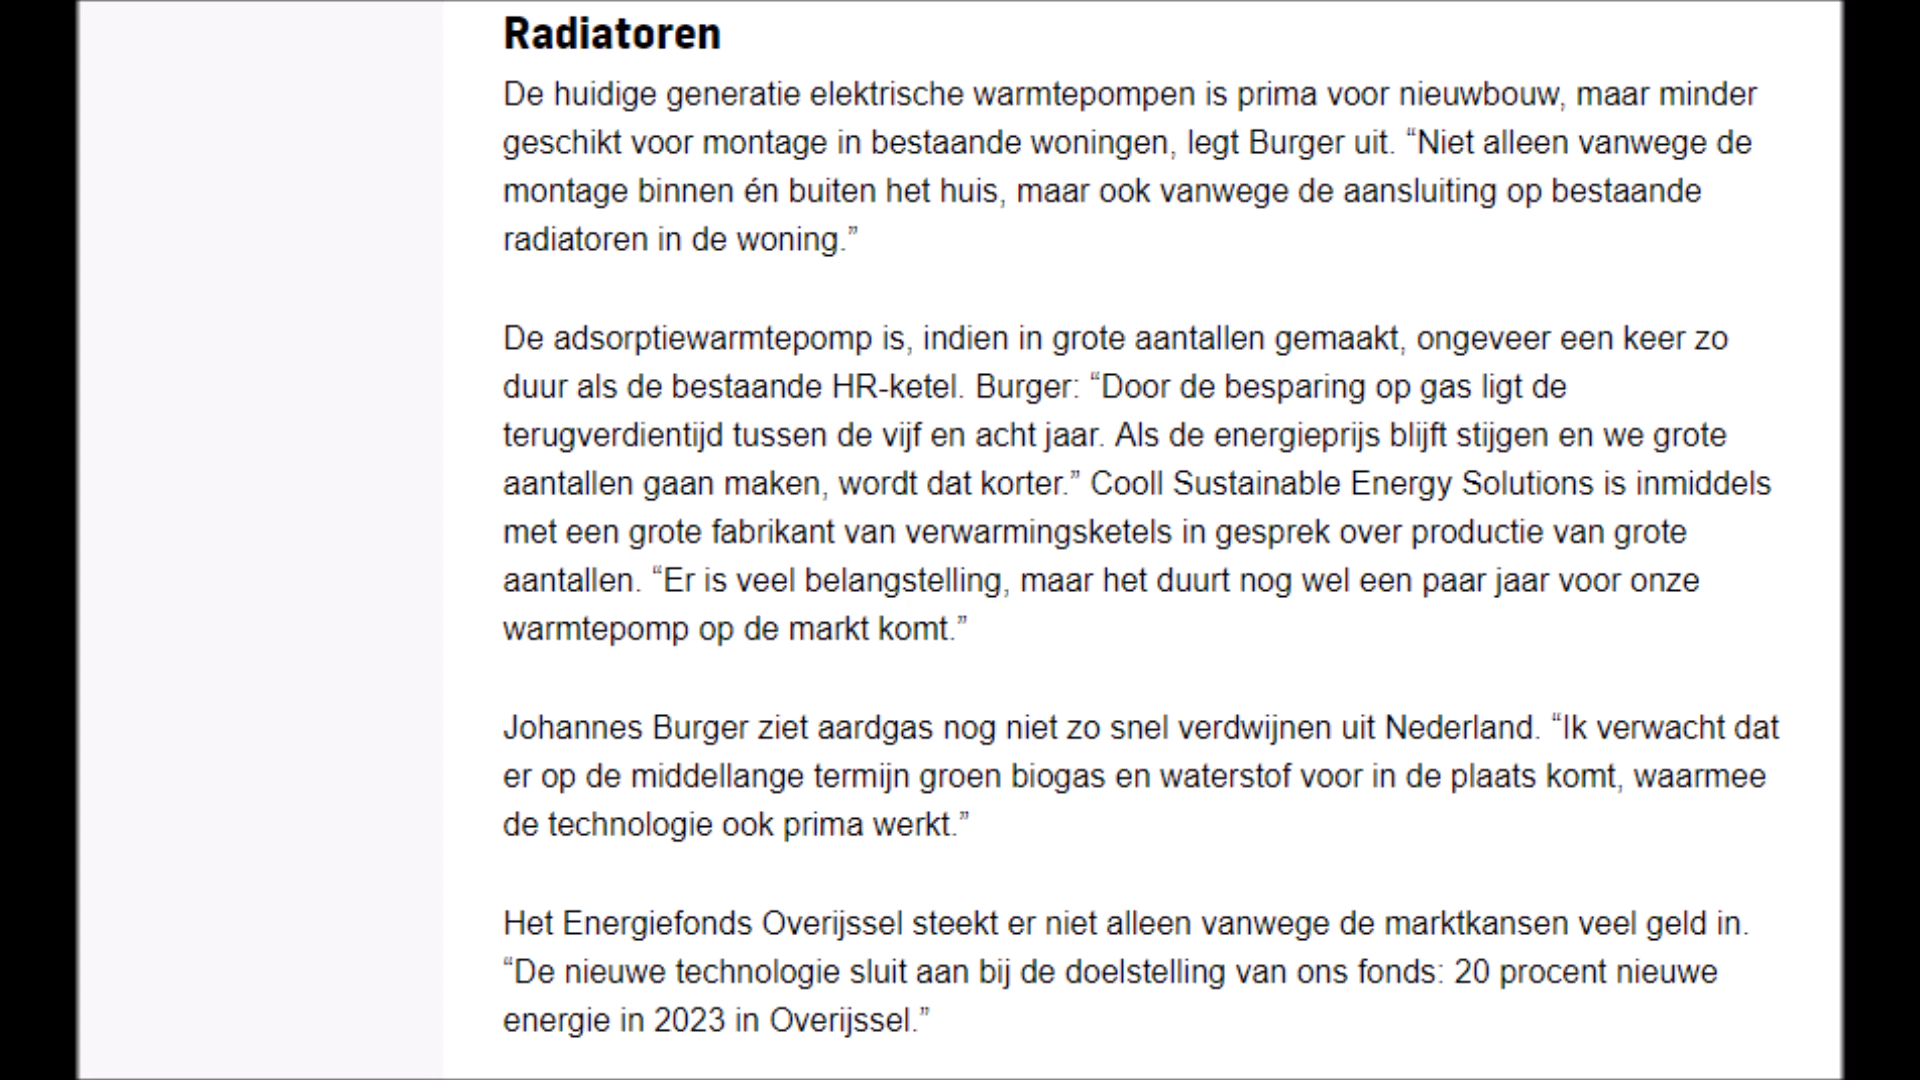 Radiatoren
De huidige generatie elektrische warmtepompen is prima voor nieuwbouw, maar minder
geschikt voor montage in bestaande woningen, legt Burger uit. “Niet alleen vanwege de
montage binnen én buiten het huis, maar ook vanwege de aansluiting op bestaande
radiatoren in de woning.”
De adsorptiewarmtepomp is, indien in grote aantallen gemaakt, ongeveer een keer zo
duur als de bestaande HR-ketel. Burger: “Door de besparing op gas ligt de
terugverdientijd tussen de vijf en acht jaar. Als de energieprijs blijft stijgen en we grote
aantallen gaan maken, wordt dat korter.” Cooll Sustainable Energy Solutions is inmiddels
met een grote fabrikant van verwarmingsketels in gesprek over productie van grote
aantallen. “Er is veel belangstelling, maar het duurt nog wel een paar jaar voor onze
warmtepomp op de markt komt.”
Johannes Burger ziet aardgas nog niet zo snel verdwijnen uit Nederland. “Ik verwacht dat
er op de middellange termijn groen biogas en waterstof voor in de plaats komt, waarmee
de technologie ook prima werkt.”
Het Energiefonds Overijssel steekt er niet alleen vanwege de marktkansen veel geld in.
“De nieuwe technologie sluit aan bij de doelstelling van ons fonds: 20 procent nieuwe
energie in 2023 in Overijssel.”